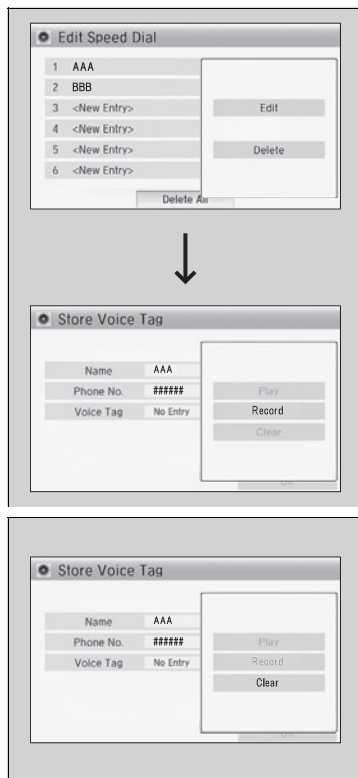 Edit Speed Dial
1 AAA
2 BBB
3 <New Entry>
4 <New Entry>
5 <New Entry>
6 <New Entry>
Edit
Delete
Delete All
Store Voice Tag
Name AAA
Phone No. ######
Voice Tag No Entry
Play
Record
Clear
OK
Store Voice Tag
Name AAA
Phone No. ######
Voice Tag No Entry
Play
Record
Clear
OK